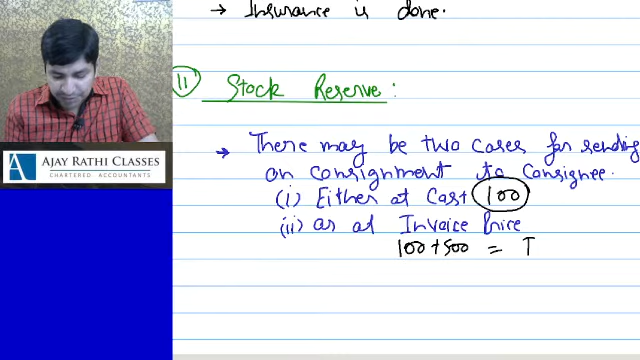 → Insurance is done.
11 Stock Reserve:
→ There may be two cases for sending
on consignment to consignee.
(i) Either at Cost 100
(ii) as at Invoice Price
100+500 = I
AJAY RATHI CLASSES
CHARTERED ACCOUNTANTS